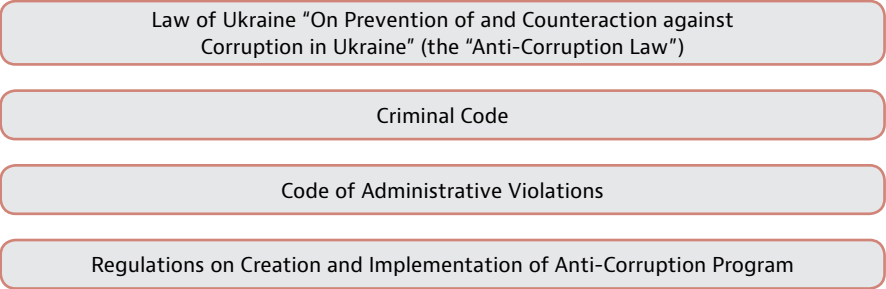 Law of Ukraine “On Prevention of and Counteraction against
Corruption in Ukraine” (the “Anti-Corruption Law”)
Criminal Code
Code of Administrative Violations
Regulations on Creation and Implementation of Anti-Corruption Program